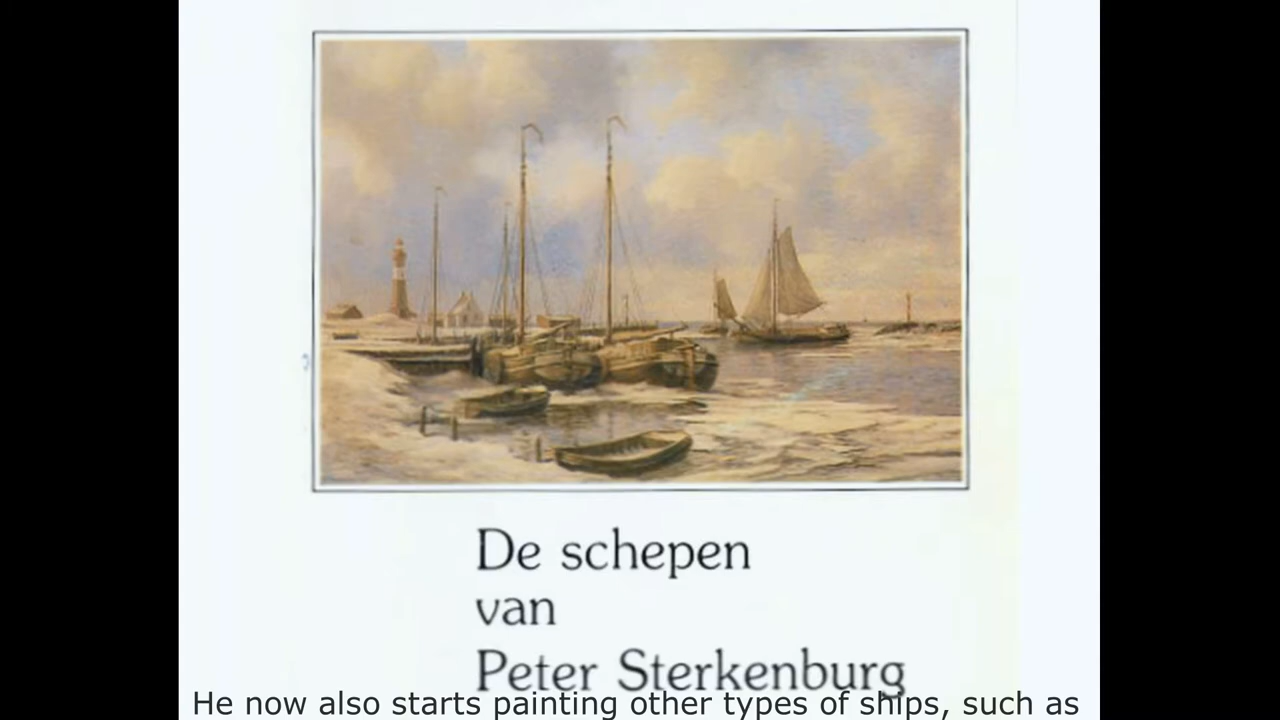 De schepen
van
Peter Sterkenburg
He now also starts painting other types of ships, such as